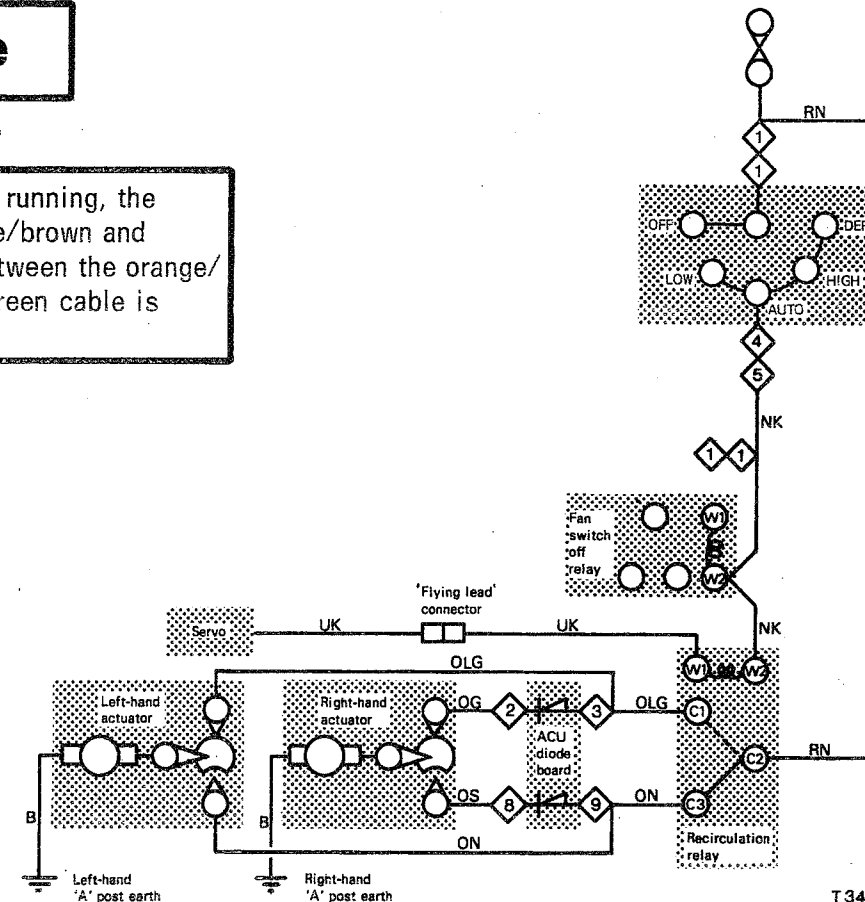 e
RN
1
1
running, the
e/brown and
tween the orange/
reen cable is
OFF
DEF
LOW
HIGH
AUTO
4
5
NK
1 1
Fan
switch
off
relay
W1
W2
'Flying lead'
connector
Servo
UK
UK
NK
OLG
W1
W2
Left-hand
actuator
Right-hand
actuator
OG
2
3
OLG
C1
ACU
diode
board
C2
RN
OS
8
9
ON
C3
B
B
ON
Recirculation
relay
Left-hand
'A' post earth
Right-hand
'A' post earth
T34